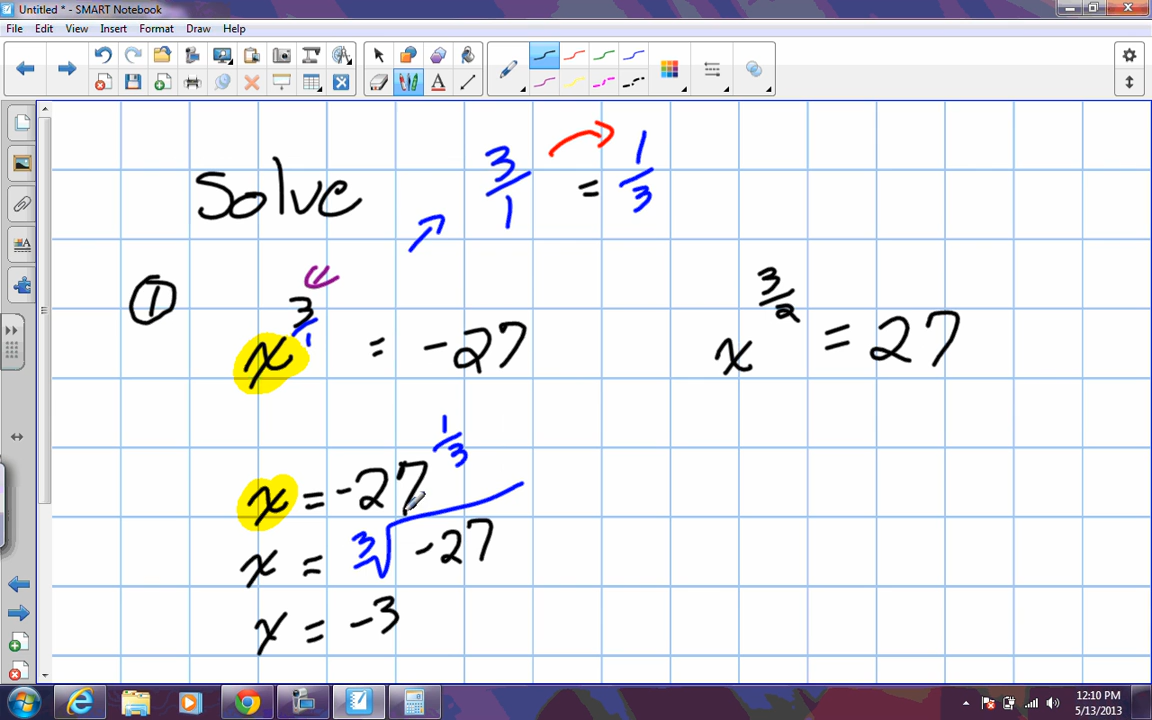 Untitled * - SMART Notebook
File Edit View Insert Format Draw Help
A
Solve 3/1 = 1/3
① x^3/1 = -27
x^3/2 = 27
x = -27^1/3
x = ∛-27
x = -3
12:10 PM
5/13/2013